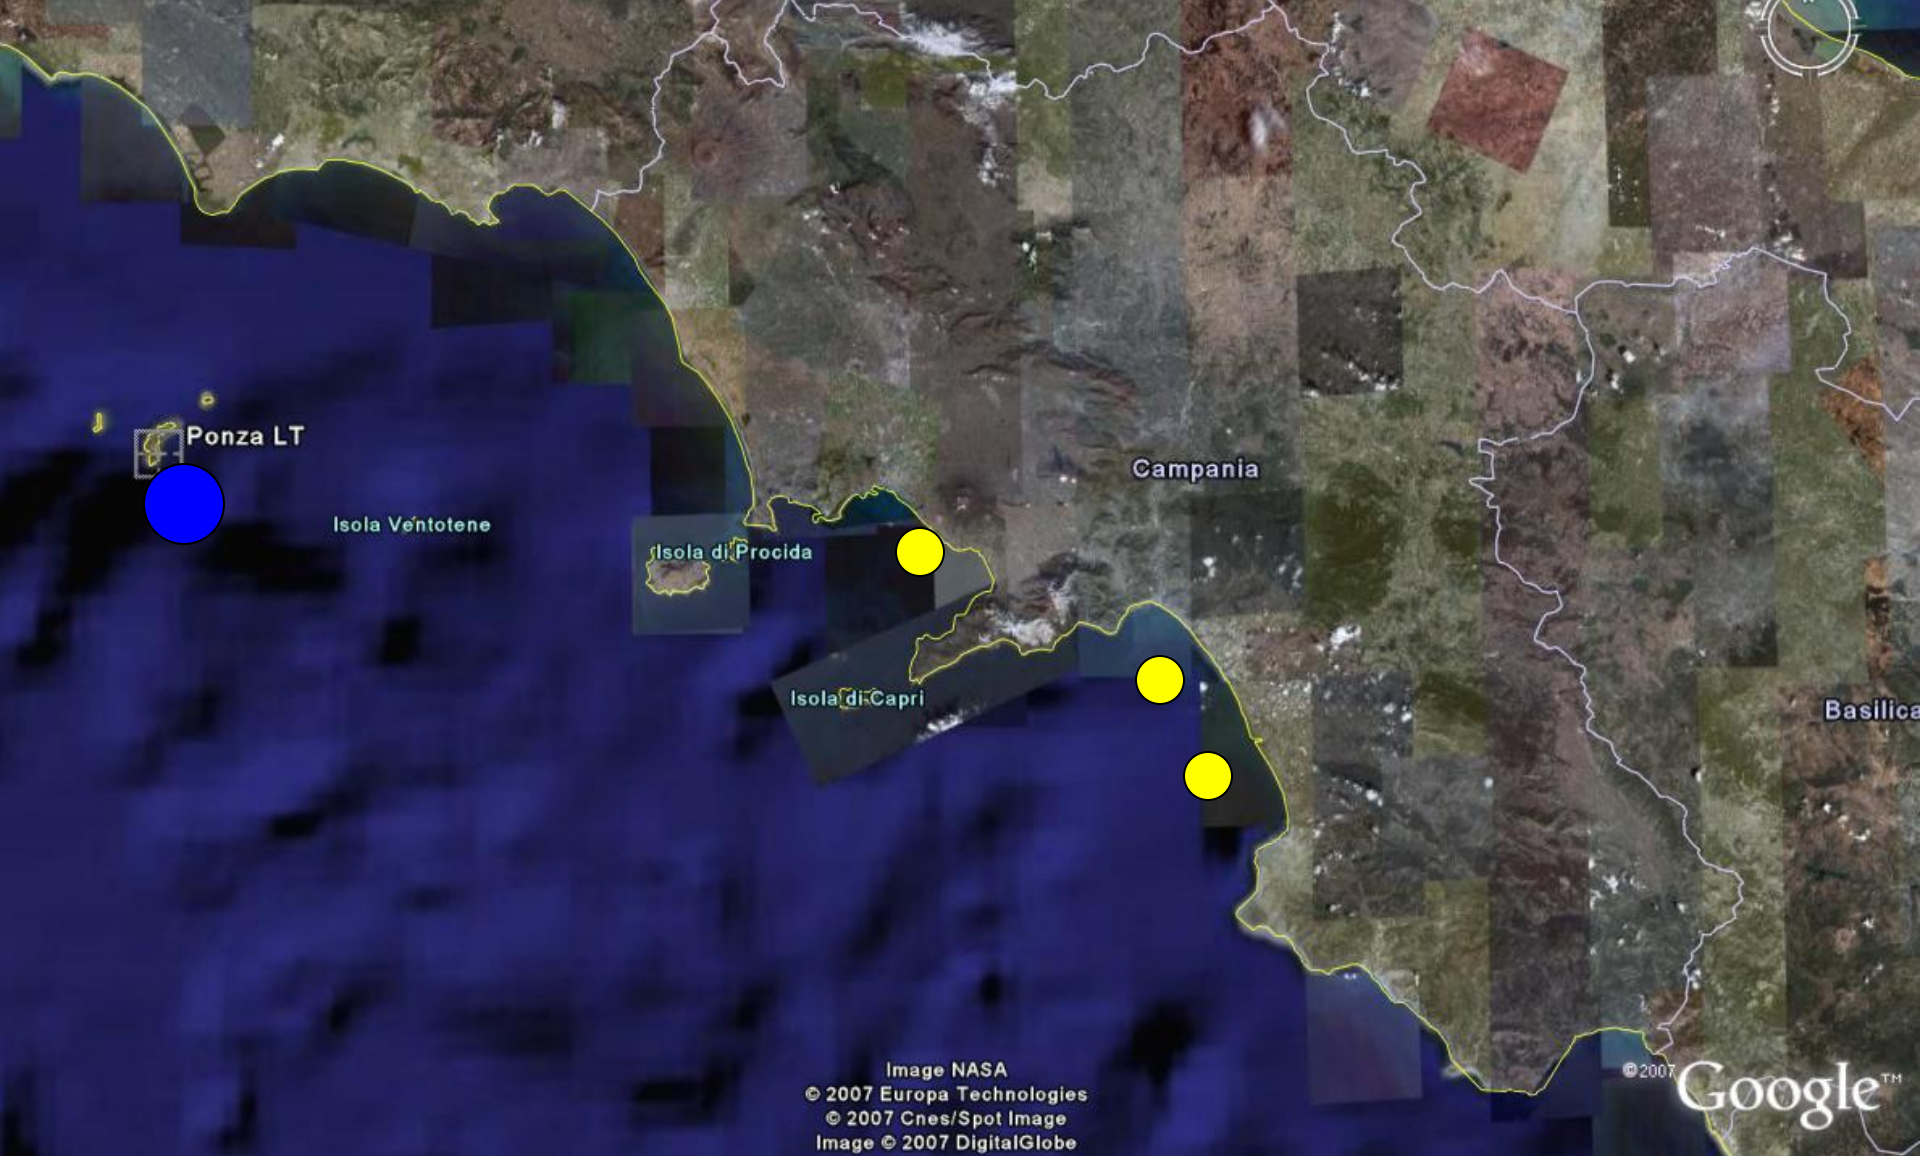 Ponza LT
Campania
Isola Ventotene
Isola di Procida
Isola di Capri
Basilica
Image NASA
© 2007 Europa Technologies
© 2007 Cnes/Spot Image
Image © 2007 DigitalGlobe
©2007
Google™